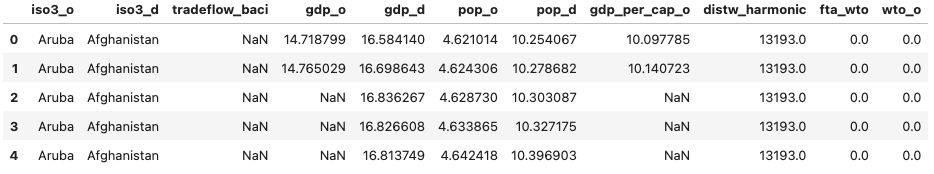 iso3_o iso3_d tradeflow_baci gdp_o gdp_d pop_o pop_d gdp_per_cap_o distw_harmonic fta_wto wto_o
0 Aruba Afghanistan NaN 14.718799 16.584140 4.621014 10.254067 10.097785 13193.0 0.0 0.0
1 Aruba Afghanistan NaN 14.765029 16.698643 4.624306 10.278682 10.140723 13193.0 0.0 0.0
2 Aruba Afghanistan NaN NaN 16.836267 4.628730 10.303087 NaN 13193.0 0.0 0.0
3 Aruba Afghanistan NaN NaN 16.826608 4.633865 10.327175 NaN 13193.0 0.0 0.0
4 Aruba Afghanistan NaN NaN 16.813749 4.642418 10.396903 NaN 13193.0 0.0 0.0